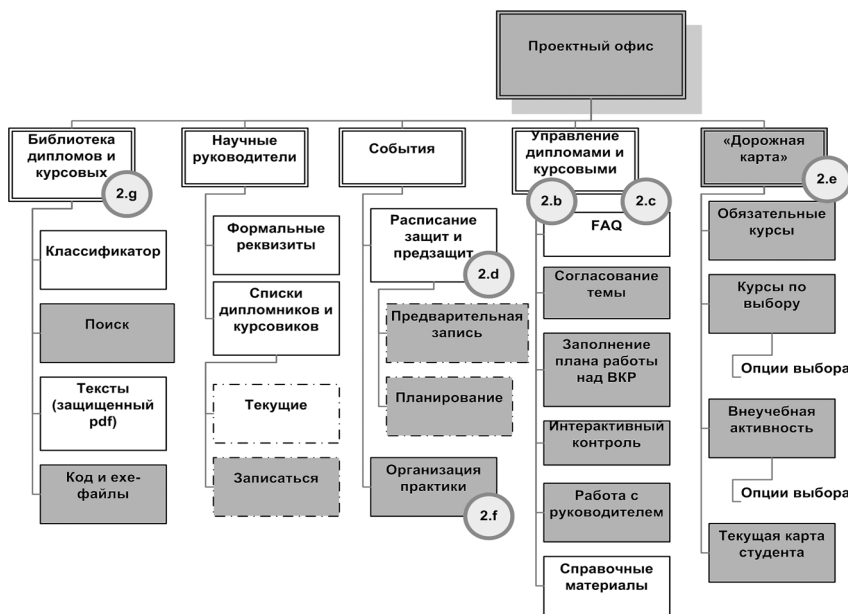 Проектный офис
Библиотека
дипломов и
курсовых
2.g
Классификатор
Поиск
Тексты
(защищенный
pdf)
Код и exe-
файлы
Научные
руководители
Формальные
реквизиты
Списки
дипломников и
курсовиков
Текущие
Записаться
События
Расписание
защит и
предзащит
2.d
Предварительная
запись
Планирование
Организация
практики
2.f
Управление
дипломами и
курсовыми
2.b
2.c
FAQ
Согласование
темы
Заполнение
плана работы
над ВКР
Интерактивный
контроль
Работа с
руководителем
Справочные
материалы
«Дорожная
карта»
2.e
Обязательные
курсы
Курсы по
выбору
Опции выбора
Внеучебная
активность
Опции выбора
Текущая карта
студента